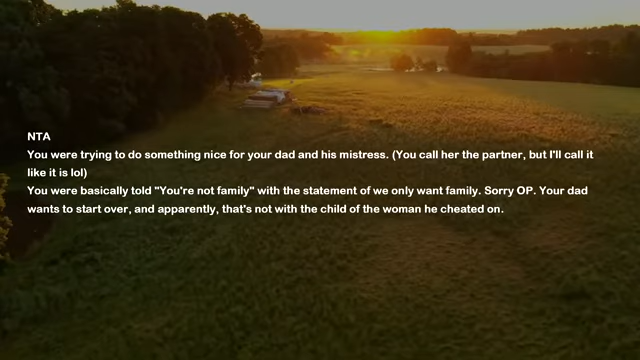 NTA
You were trying to do something nice for your dad and his mistress. (You call her the partner, but I'll call it
like it is lol)
You were basically told "You're not family" with the statement of we only want family. Sorry OP. Your dad
wants to start over, and apparently, that's not with the child of the woman he cheated on.